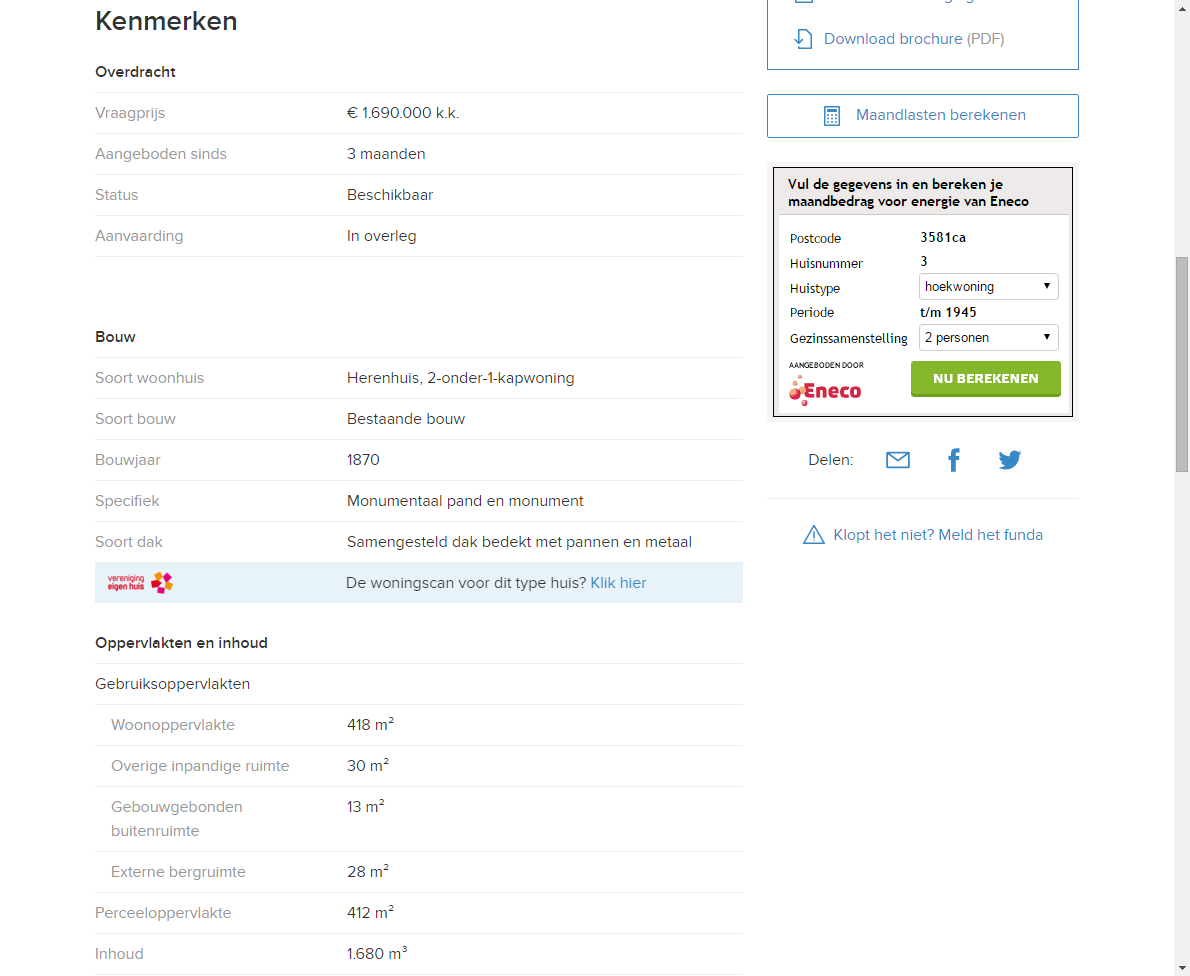 Kenmerken
Overdracht
Vraagprijs € 1.690.000 k.k.
Aangeboden sinds 3 maanden
Status Beschikbaar
Aanvaarding In overleg
Bouw
Soort woonhuis Herenhuis, 2-onder-1-kapwoning
Soort bouw Bestaande bouw
Bouwjaar 1870
Specifiek Monumentaal pand en monument
Soort dak Samengesteld dak bedekt met pannen en metaal
vereniging
eigen huis
De woningscan voor dit type huis? Klik hier
Oppervlakten en inhoud
Gebruiksoppervlakten
Woonoppervlakte 418 m²
Overige inpandige ruimte 30 m²
Gebouwgebonden 13 m²
buitenruimte
Externe bergruimte 28 m²
Perceeloppervlakte 412 m²
Inhoud 1.680 m³
Download brochure (PDF)
Maandlasten berekenen
Vul de gegevens in en bereken je
maandbedrag voor energie van Eneco
Postcode 3581ca
Huisnummer 3
Huistype hoekwoning
Periode t/m 1945
Gezinssamenstelling 2 personen
AANGEBODEN DOOR
Eneco
NU BEREKENEN
Delen:
Klopt het niet? Meld het funda